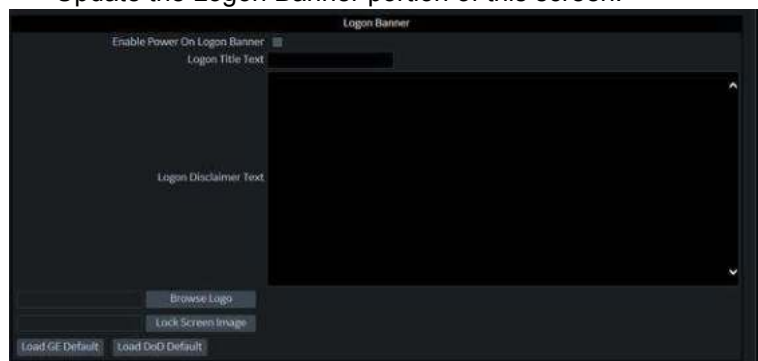 Update the Logon Banner portion of this screen.
Logon Banner
Enable Power On Logon Banner
Logon Title Text
Logon Disclaimer Text
Browse Logo
Lock Screen Image
Load GE Default Load DoD Default